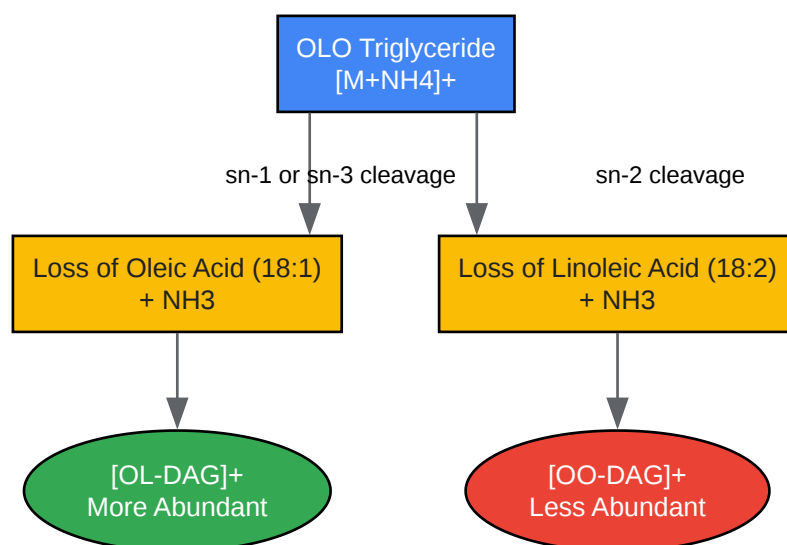 OLO Triglyceride
[M+NH4]+
sn-1 or sn-3 cleavage
sn-2 cleavage
Loss of Oleic Acid (18:1)
+ NH3
Loss of Linoleic Acid (18:2)
+ NH3
[OL-DAG]+
More Abundant
[OO-DAG]+
Less Abundant